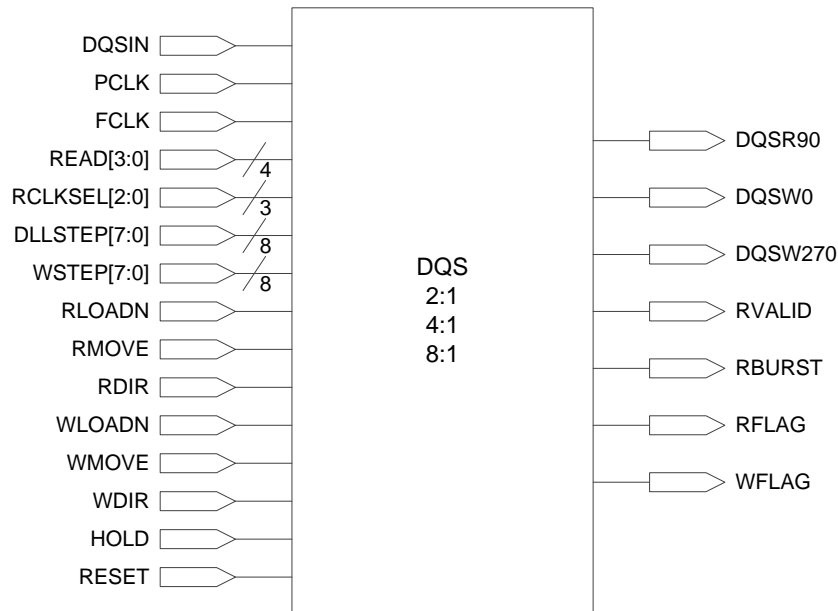 DQSIN
PCLK
FCLK
READ[3:0]
4
RCLKSEL[2:0]
3
DLLSTEP[7:0]
8
WSTEP[7:0]
8
RLOADN
RMOVE
RDIR
WLOADN
WMOVE
WDIR
HOLD
RESET
DQS
2:1
4:1
8:1
DQSR90
DQSW0
DQSW270
RVALID
RBURST
RFLAG
WFLAG